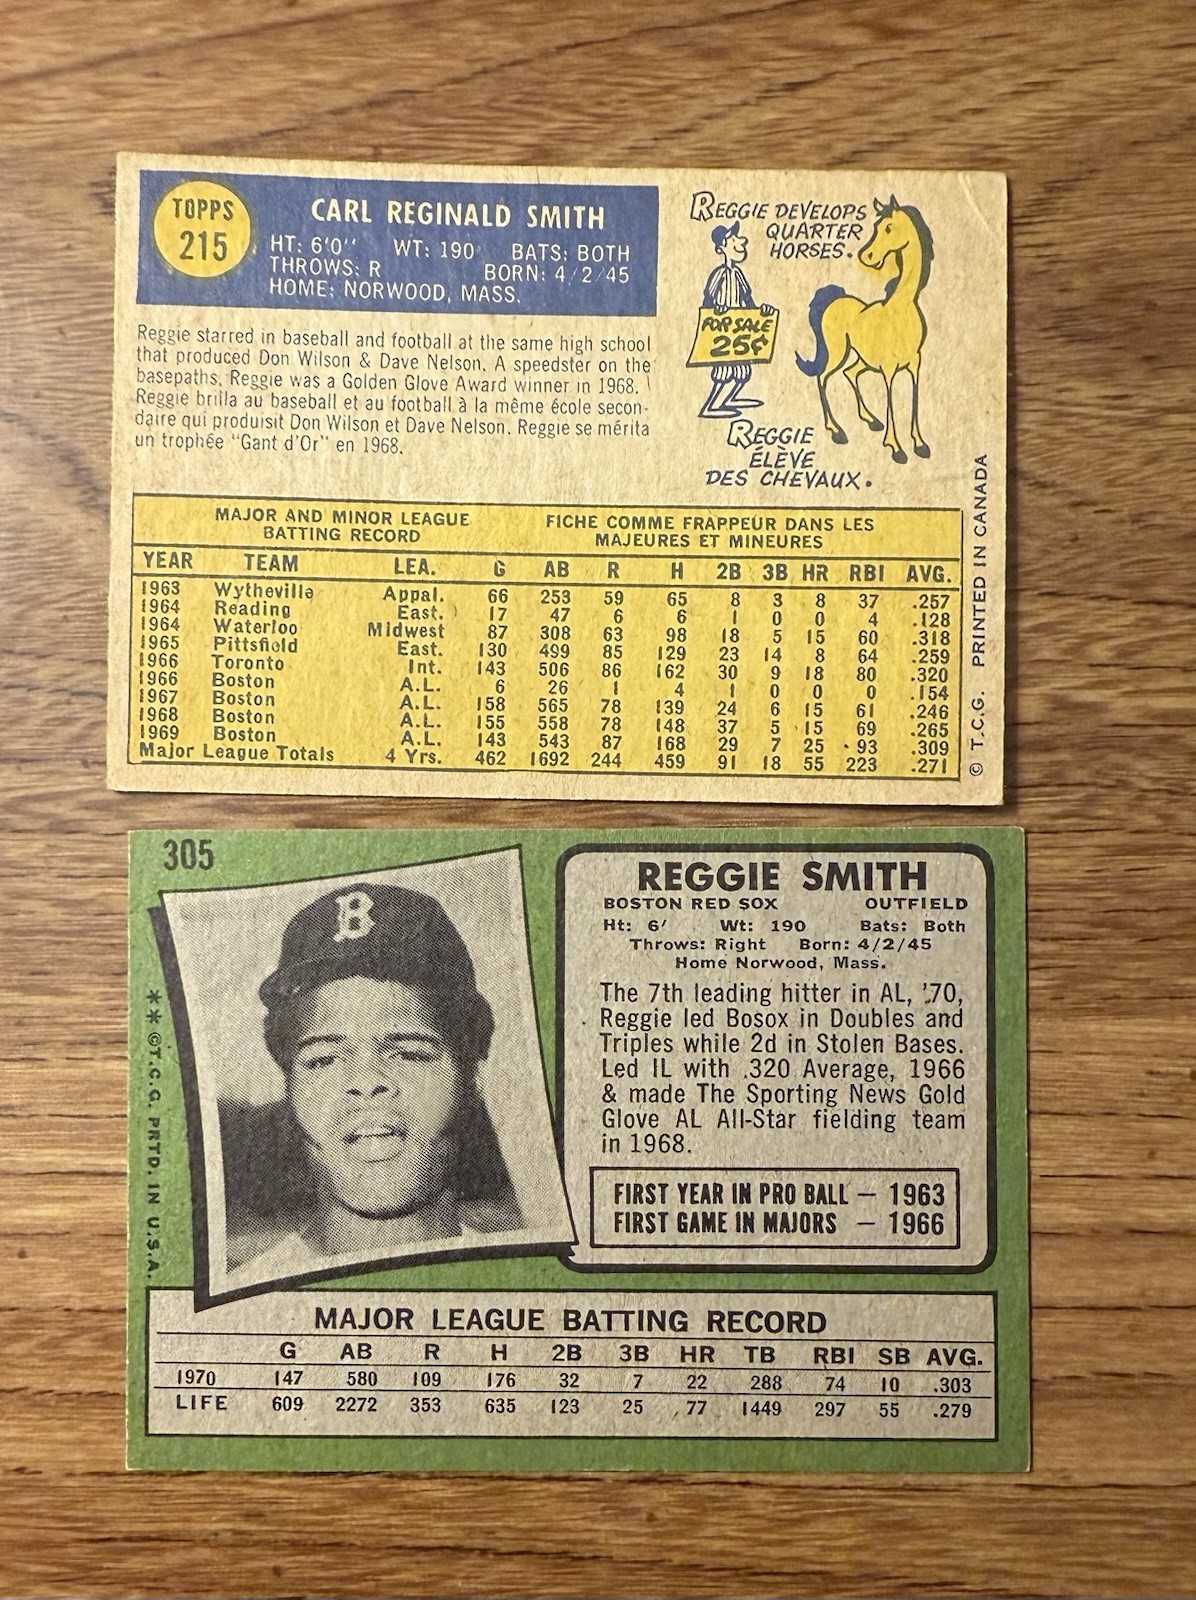 TOPPS
215
CARL REGINALD SMITH
HT: 6'0" WT: 190 BATS: BOTH
THROWS: R BORN: 4/2/45
HOME: NORWOOD, MASS.
Reggie starred in baseball and football at the same high school
that produced Don Wilson & Dave Nelson. A speedster on the
basepaths, Reggie was a Golden Glove Award winner in 1968.
Reggie brilla au baseball et au football à la même école secon-
daire qui produisit Don Wilson et Dave Nelson. Reggie se mérita
un trophée "Gant d'Or" en 1968.
REGGIE DEVELOPS
QUARTER
HORSES.
FOR SALE
25¢
REGGIE
ÉLÈVE
DES CHEVAUX.
MAJOR AND MINOR LEAGUE
BATTING RECORD
FICHE COMME FRAPPEUR DANS LES
MAJEURES ET MINEURES
YEAR TEAM LEA. G AB R H 2B 3B HR RBI AVG.
1963 Wytheville Appal. 66 253 59 65 8 3 8 37 .257
1964 Reading East. 17 47 6 6 1 0 0 4 .128
1964 Waterloo Midwest 87 308 63 98 18 5 15 60 .318
1965 Pittsfield East. 130 499 85 129 23 14 8 64 .259
1966 Toronto Int. 143 506 86 162 30 9 18 80 .320
1966 Boston A.L. 6 26 1 4 1 0 0 0 .154
1967 Boston A.L. 158 565 78 139 24 6 15 61 .246
1968 Boston A.L. 155 558 78 148 37 5 15 69 .265
1969 Boston A.L. 143 543 87 168 29 7 25 93 .309
Major League Totals 4 Yrs. 462 1692 244 459 91 18 55 223 .271
© T.C.G. PRINTED IN CANADA
305
B
**©T.C.G. PRTD. IN U.S.A.
REGGIE SMITH
BOSTON RED SOX OUTFIELD
Ht: 6' Wt: 190 Bats: Both
Throws: Right Born: 4/2/45
Home Norwood, Mass.
The 7th leading hitter in AL, '70,
Reggie led Bosox in Doubles and
Triples while 2d in Stolen Bases.
Led IL with .320 Average, 1966
& made The Sporting News Gold
Glove AL All-Star fielding team
in 1968.
FIRST YEAR IN PRO BALL — 1963
FIRST GAME IN MAJORS — 1966
MAJOR LEAGUE BATTING RECORD
G AB R H 2B 3B HR TB RBI SB AVG.
1970 147 580 109 176 32 7 22 288 74 10 .303
LIFE 609 2272 353 635 123 25 77 1449 297 55 .279